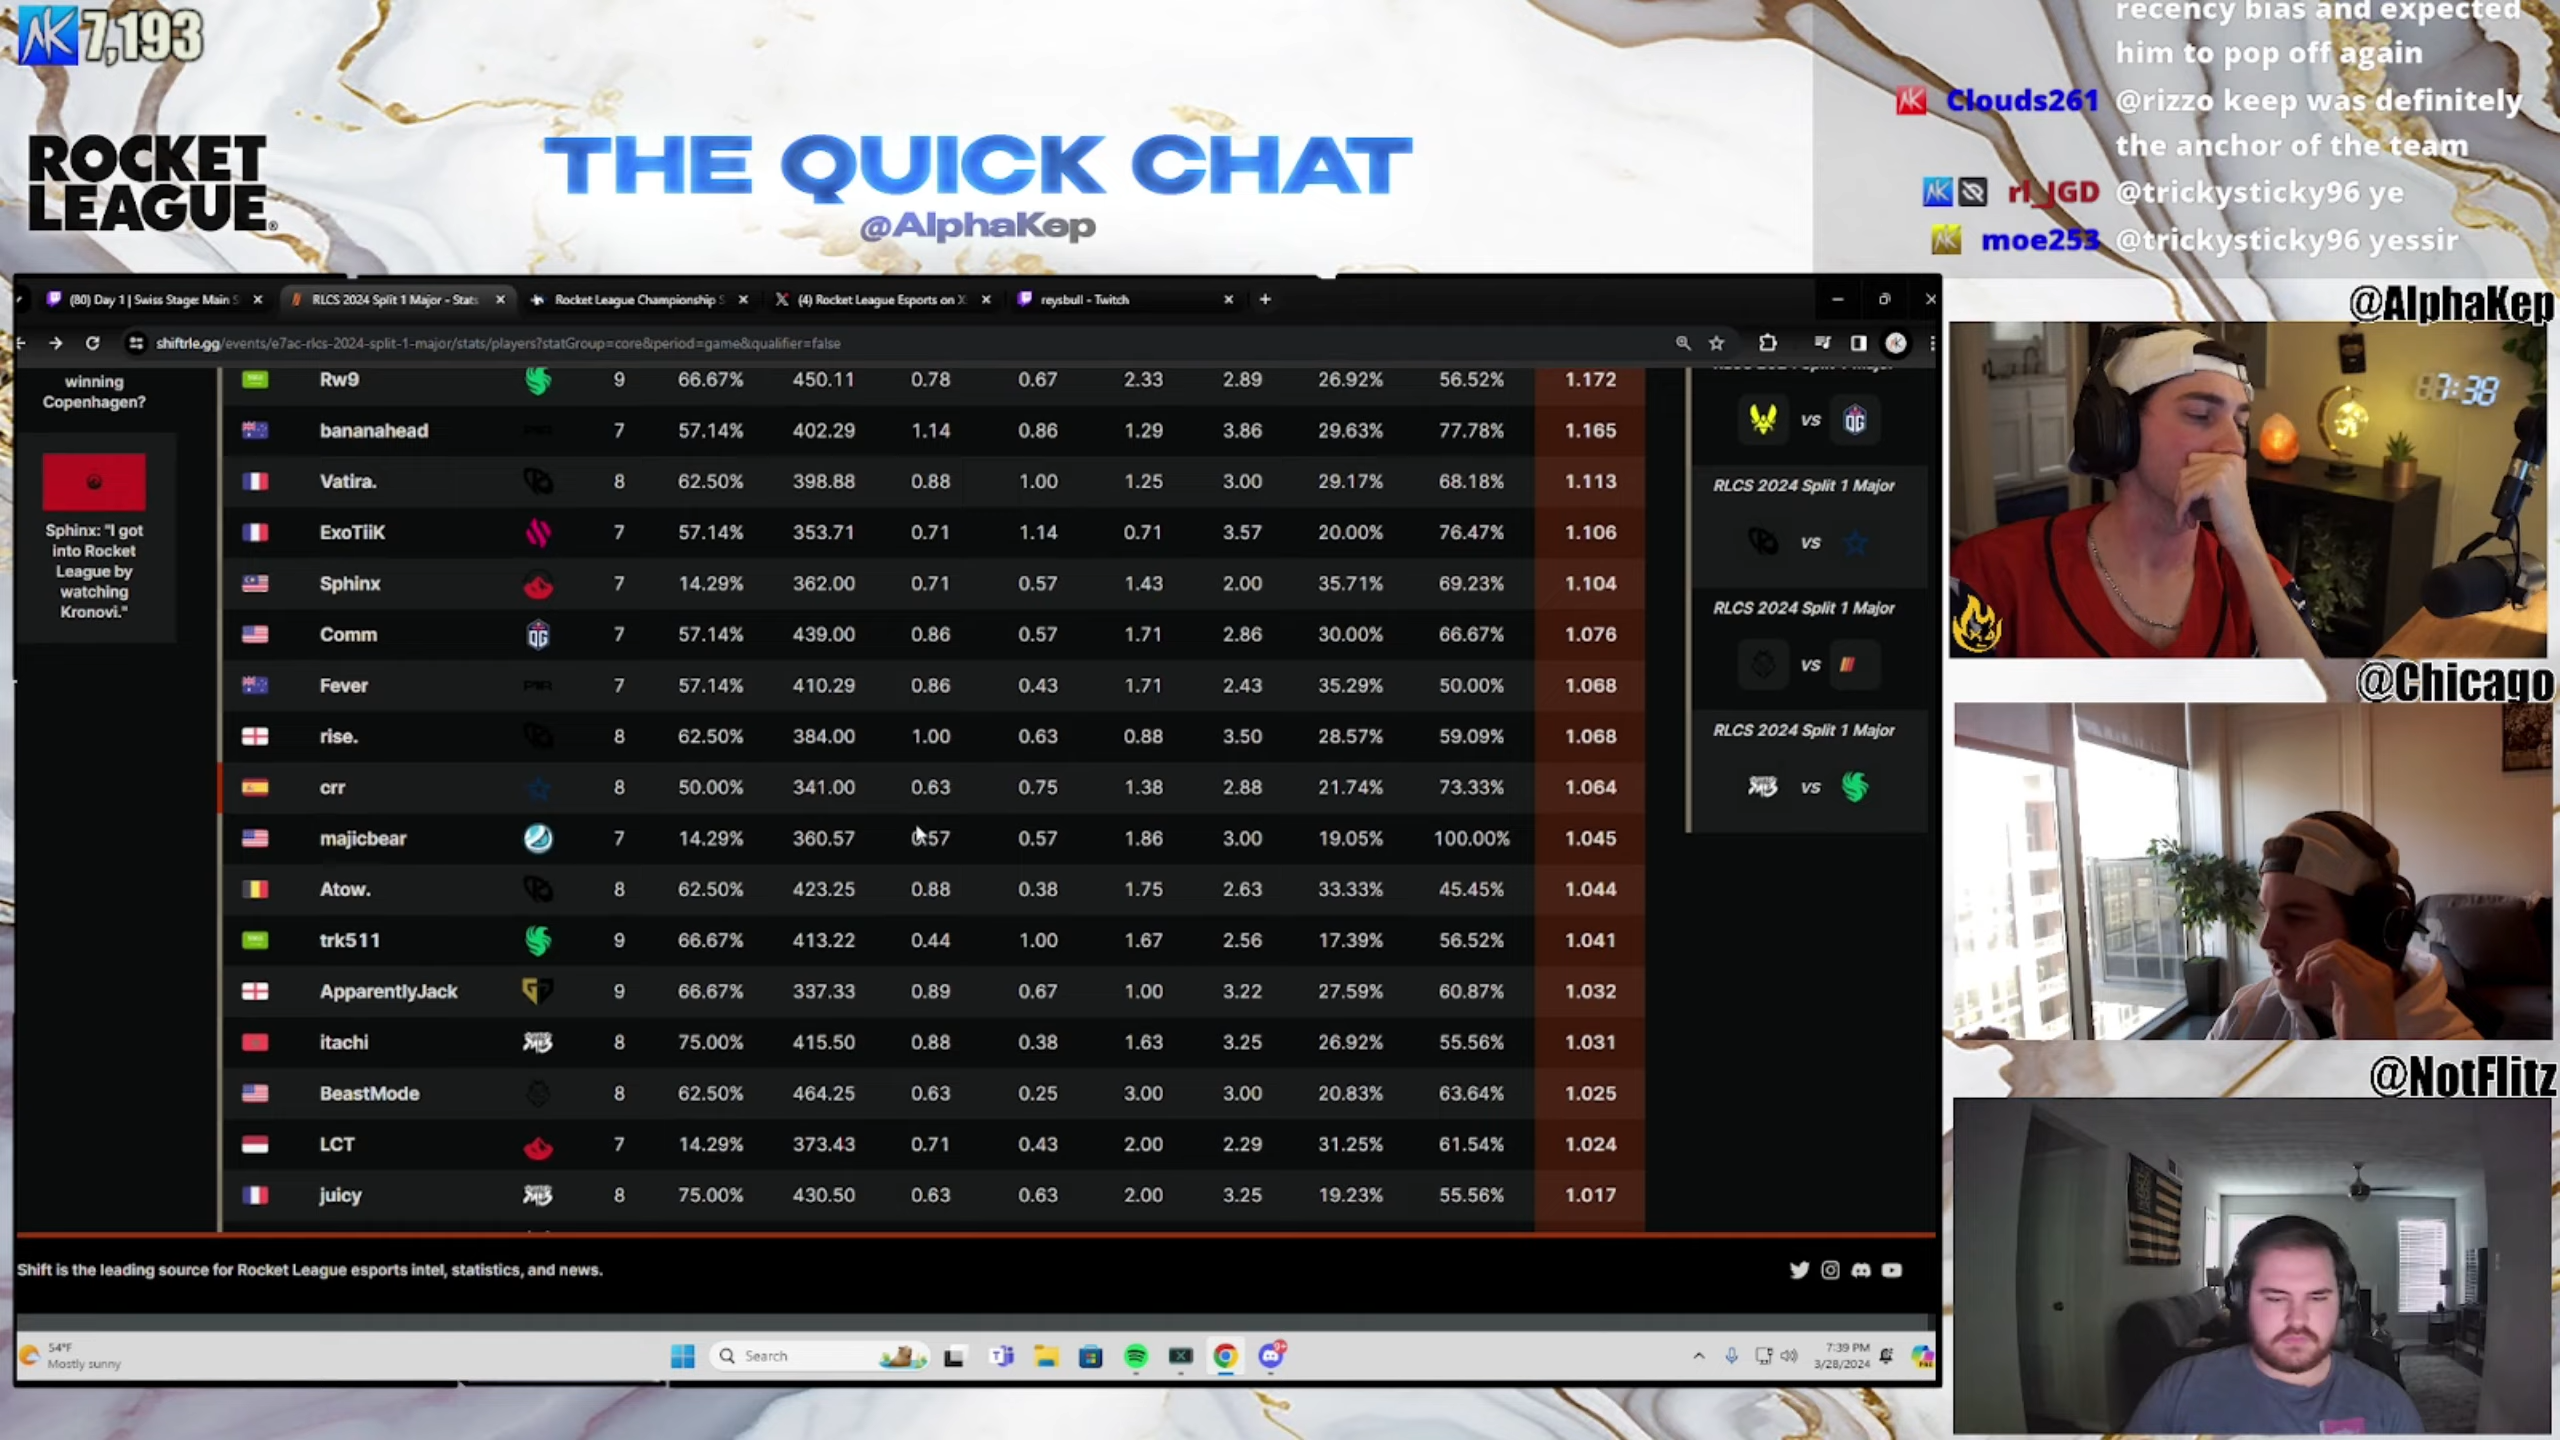 7,193
ROCKET
LEAGUE
THE QUICK CHAT
@AlphaKep
recency bias and expected
him to pop off again
Clouds261 @rizzo keep was definitely
the anchor of the team
rl_JGD @trickysticky96 ye
moe253 @trickysticky96 yessir
(80) Day 1 | Swiss Stage: Main S
RLCS 2024 Split 1 Major - Stats
Rocket League Championship S
(4) Rocket League Esports on X
reysbull - Twitch
shiftrle.gg/events/e7ac-rlcs-2024-split-1-major/stats/players?statGroup=core&period=game&qualifier=false
winning
Copenhagen?
Sphinx: "I got
into Rocket
League by
watching
Kronovi."
Rw9 9 66.67% 450.11 0.78 0.67 2.33 2.89 26.92% 56.52% 1.172
bananahead 7 57.14% 402.29 1.14 0.86 1.29 3.86 29.63% 77.78% 1.165
Vatira. 8 62.50% 398.88 0.88 1.00 1.25 3.00 29.17% 68.18% 1.113
ExoTiiK 7 57.14% 353.71 0.71 1.14 0.71 3.57 20.00% 76.47% 1.106
Sphinx 7 14.29% 362.00 0.71 0.57 1.43 2.00 35.71% 69.23% 1.104
Comm 7 57.14% 439.00 0.86 0.57 1.71 2.86 30.00% 66.67% 1.076
Fever 7 57.14% 410.29 0.86 0.43 1.71 2.43 35.29% 50.00% 1.068
rise. 8 62.50% 384.00 1.00 0.63 0.88 3.50 28.57% 59.09% 1.068
crr 8 50.00% 341.00 0.63 0.75 1.38 2.88 21.74% 73.33% 1.064
majicbear 7 14.29% 360.57 0.57 0.57 1.86 3.00 19.05% 100.00% 1.045
Atow. 8 62.50% 423.25 0.88 0.38 1.75 2.63 33.33% 45.45% 1.044
trk511 9 66.67% 413.22 0.44 1.00 1.67 2.56 17.39% 56.52% 1.041
ApparentlyJack 9 66.67% 337.33 0.89 0.67 1.00 3.22 27.59% 60.87% 1.032
itachi 8 75.00% 415.50 0.88 0.38 1.63 3.25 26.92% 55.56% 1.031
BeastMode 8 62.50% 464.25 0.63 0.25 3.00 3.00 20.83% 63.64% 1.025
LCT 7 14.29% 373.43 0.71 0.43 2.00 2.29 31.25% 61.54% 1.024
juicy 8 75.00% 430.50 0.63 0.63 2.00 3.25 19.23% 55.56% 1.017
RLCS 2024 Split 1 Major
VS
RLCS 2024 Split 1 Major
VS
RLCS 2024 Split 1 Major
VS
RLCS 2024 Split 1 Major
VS
Shift is the leading source for Rocket League esports intel, statistics, and news.
54°F
Mostly sunny
Search
7:39 PM
3/28/2024
@AlphaKep
7:38
@Chicago
@NotFlitz